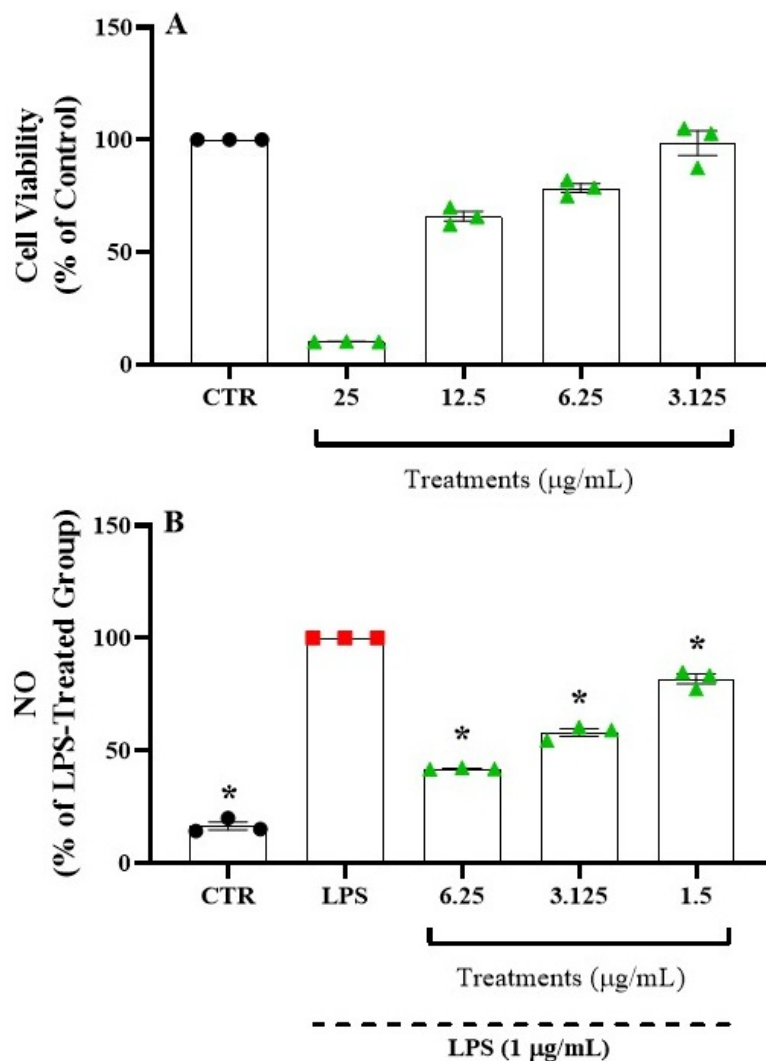 A
150
100
50
0
Cell Viability
(% of Control)
CTR 25 12.5 6.25 3.125
Treatments (μg/mL)
B
150
100
50
0
NO
(% of LPS-Treated Group)
* * * *
CTR LPS 6.25 3.125 1.5
Treatments (μg/mL)
LPS (1 μg/mL)